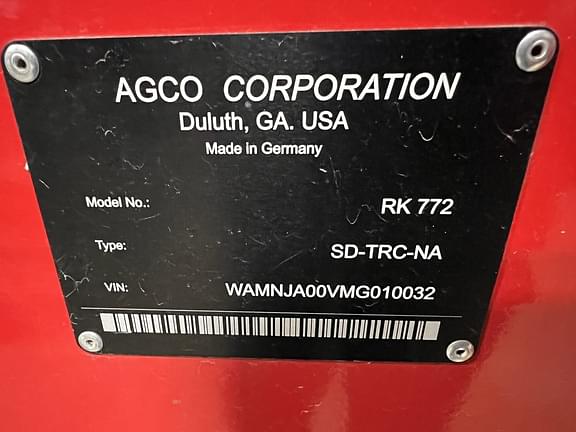 AGCO CORPORATION
Duluth, GA. USA
Made in Germany
Model No.: RK 772
Type: SD-TRC-NA
VIN: WAMNJA00VMG010032